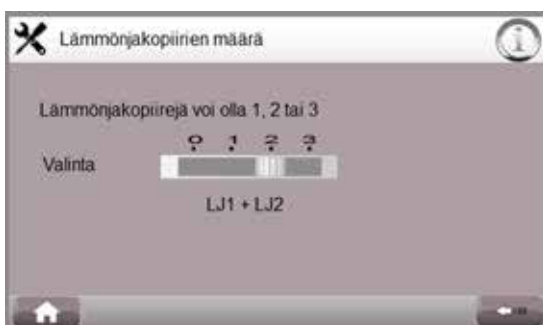 Lämmönjakopiirien määrä
Lämmönjakopiirejä voi olla 1, 2 tai 3
0 1 2 3
Valinta
LJ1 + LJ2